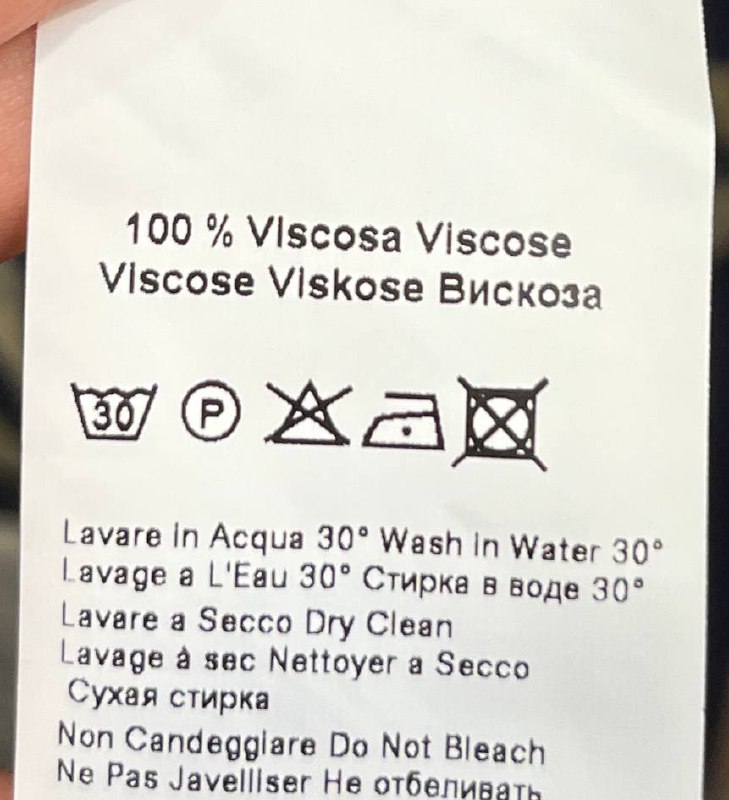 100 % Viscosa Viscose
Viscose Viskose Вискоза
30 P
Lavare in Acqua 30° Wash in Water 30°
Lavage a L'Eau 30° Стирка в воде 30°
Lavare a Secco Dry Clean
Lavage à sec Nettoyer a Secco
Сухая стирка
Non Candeggiare Do Not Bleach
Ne Pas Javelliser Не отбеливать